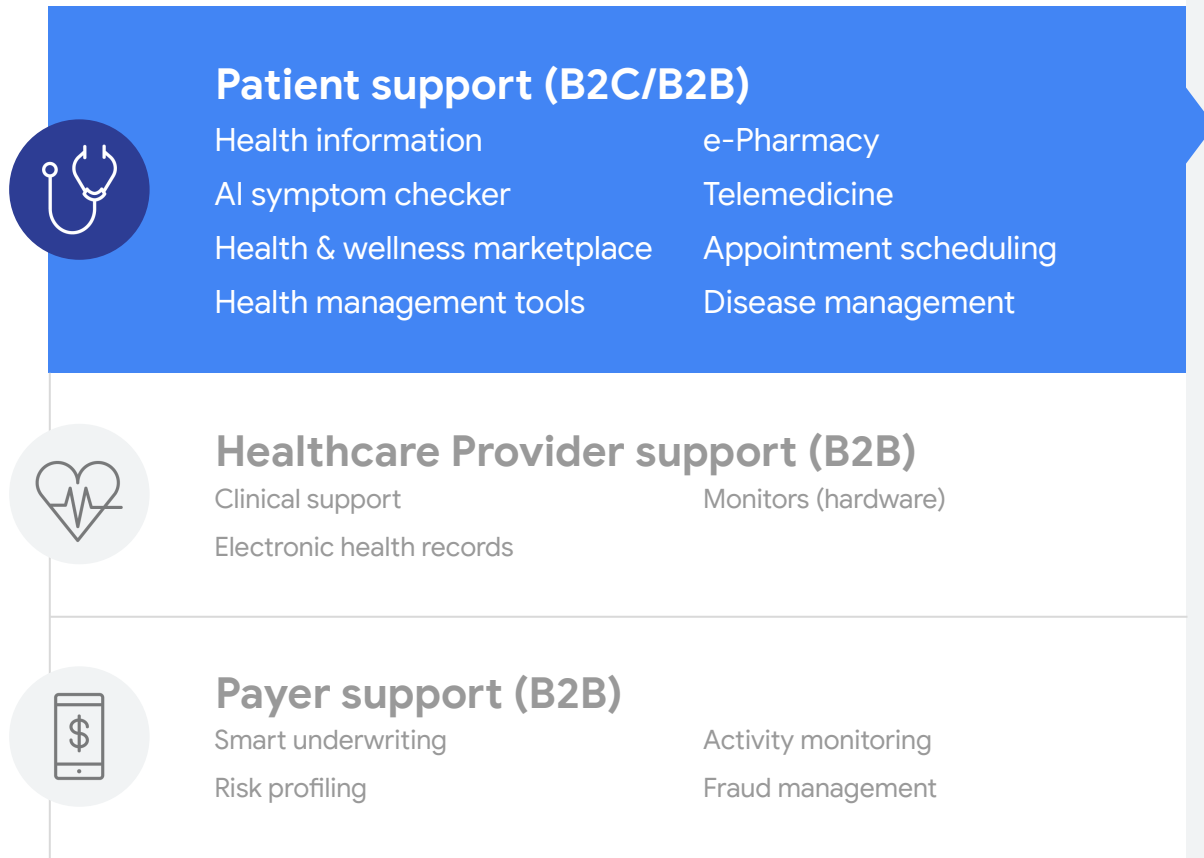 Patient support (B2C/B2B)
Health information
e-Pharmacy
AI symptom checker
Telemedicine
Health & wellness marketplace
Appointment scheduling
Health management tools
Disease management
Healthcare Provider support (B2B)
Clinical support
Monitors (hardware)
Electronic health records
$
Payer support (B2B)
Smart underwriting
Activity monitoring
Risk profiling
Fraud management